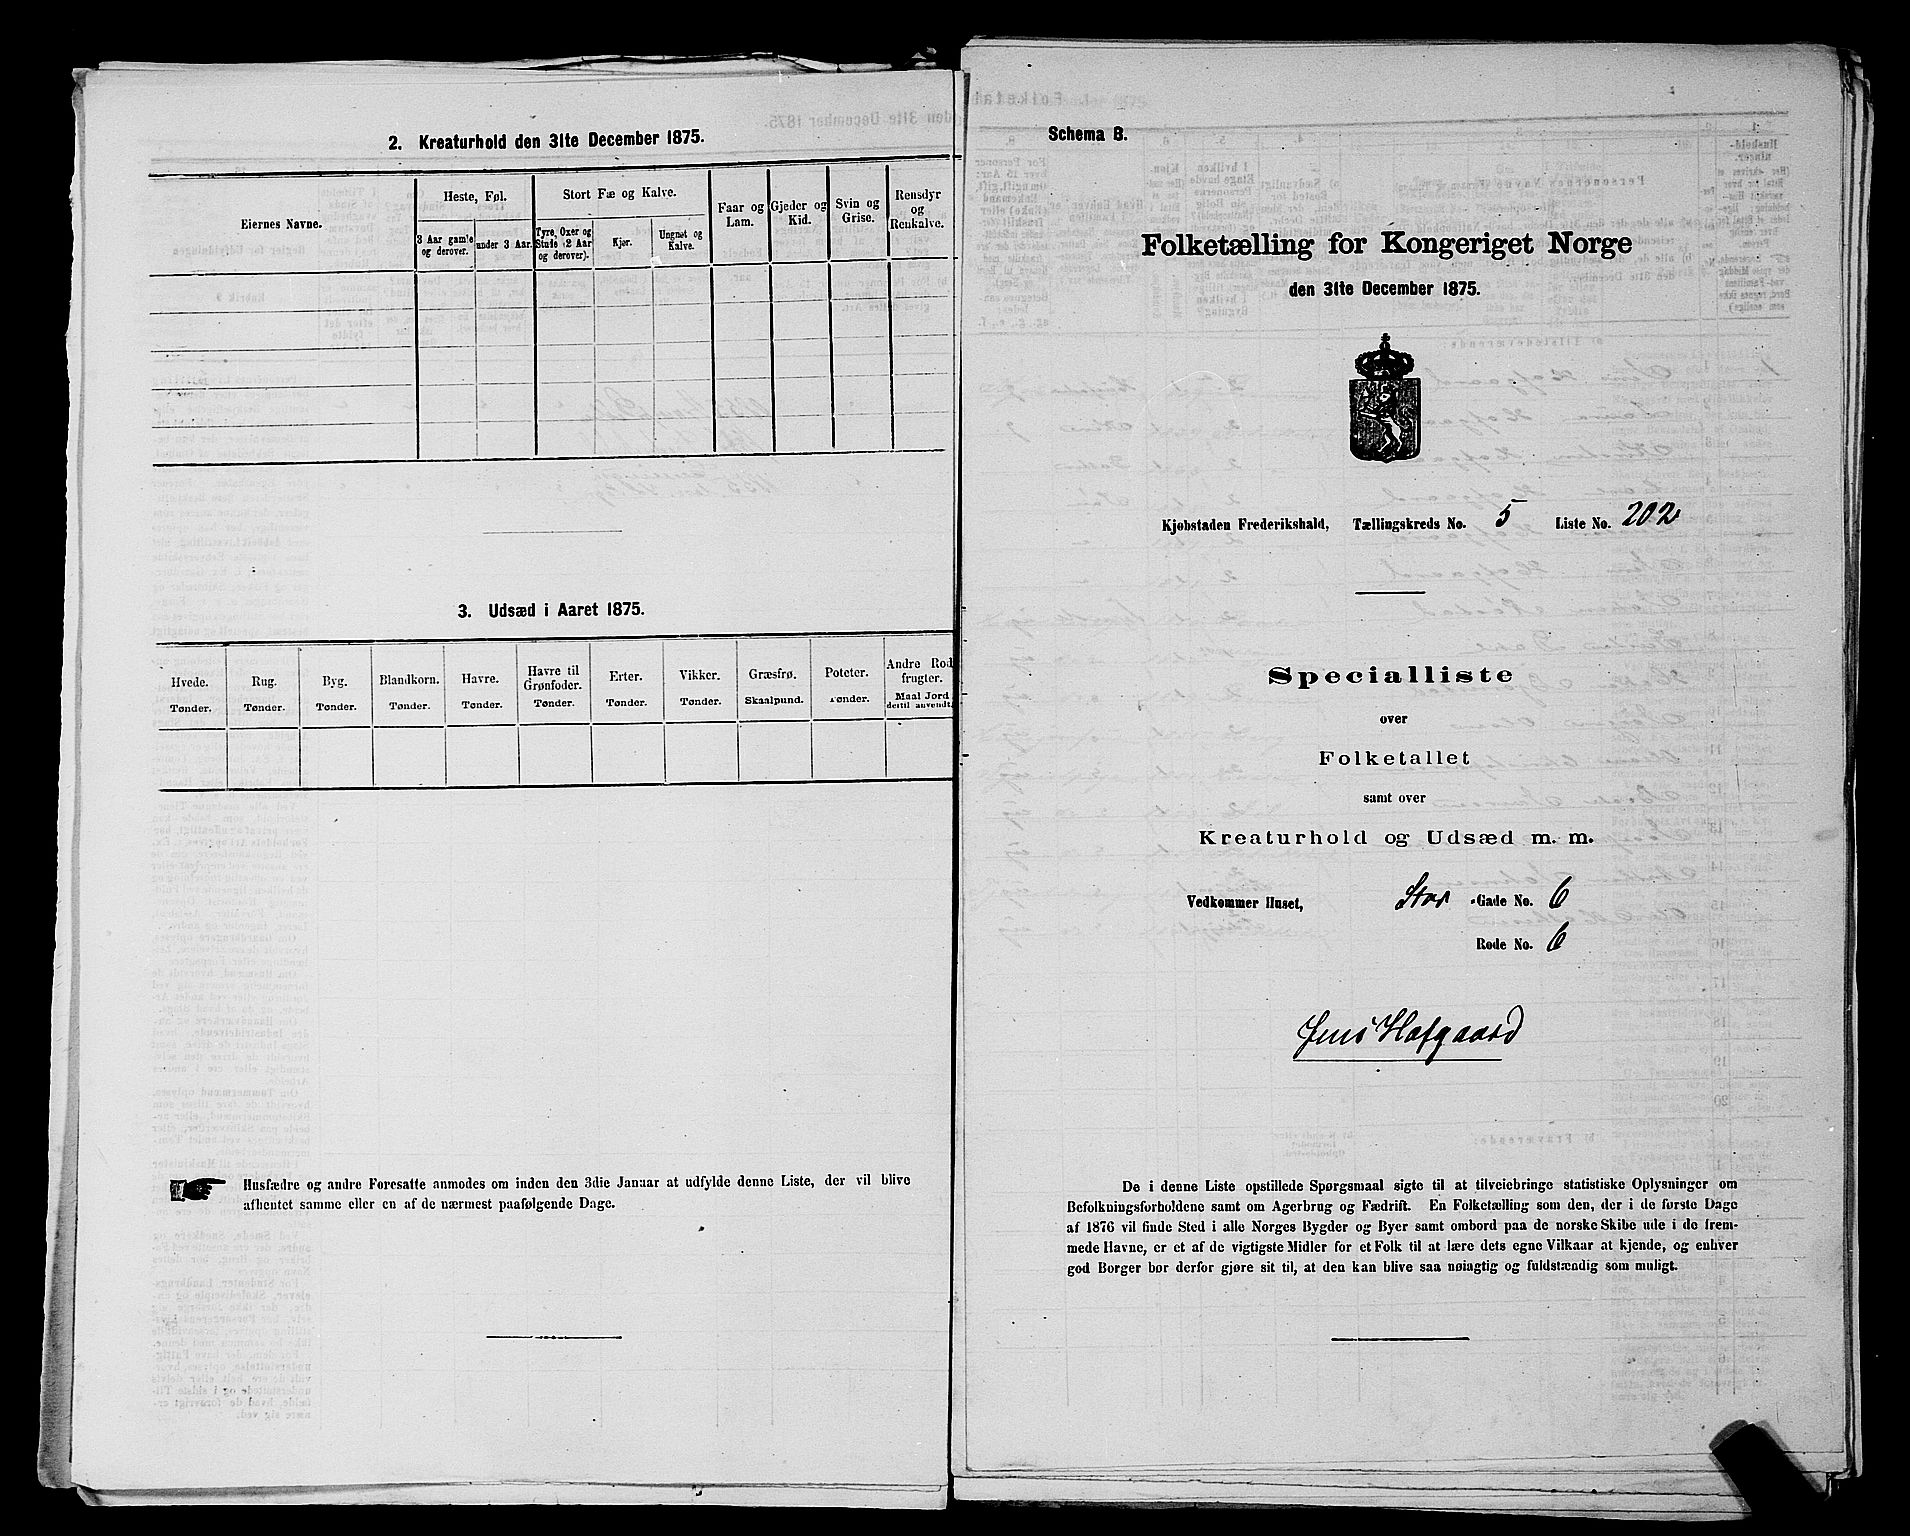 2. Kreaturhold den 31te December 1875.
Eiernes Navne.
Heste, Føl.
Stort Fæ og Kalve.
Faar og Lam.
Gjeder og Kid.
Svin og Grise.
Rensdyr og Renkalve.
3 Aar gamle og derover.
under 3 Aar.
Tyre, Oxer og Stude (2 Aar og derover).
Kjør.
Ungnøt og Kalve.
3. Udsæd i Aaret 1875.
Hvede. Tønder.
Rug. Tønder.
Byg. Tønder.
Blandkorn. Tønder.
Havre. Tønder.
Havre til Grønfoder. Tønder.
Erter. Tønder.
Vikker. Tønder.
Græsfrø. Skaalpund.
Poteter. Tønder.
Andre Rodfrugter. Maal Jord dertil anvendt.
Husfædre og andre Foresatte anmodes om inden den 3die Januar at udfylde denne Liste, der vil blive
afhentet samme eller en af de nærmest paafølgende Dage.
Schema B.
Folketælling for Kongeriget Norge
den 31te December 1875.
Kjøbstaden Frederikshald, Tællingskreds No. 5 Liste No. 202
Specialliste
over
Folketallet
samt over
Kreaturhold og Udsæd m. m.
Vedkommer Huset, Stor -Gade No. 6
Rode No. 6
Jens Hafgaard
De i denne Liste opstillede Spørgsmaal sigte til at tilveiebringe statistiske Oplysninger om
Befolkningsforholdene samt om Agerbrug og Fædrift. En Folketælling som den, der i de første Dage
af 1876 vil finde Sted i alle Norges Bygder og Byer samt ombord paa de norske Skibe ude i de frem-
mede Havne, er et af de vigtigste Midler for et Folk til at lære dets egne Vilkaar at kjende, og enhver
god Borger bør derfor gjøre sit til, at den kan blive saa nøiagtig og fuldstændig som muligt.